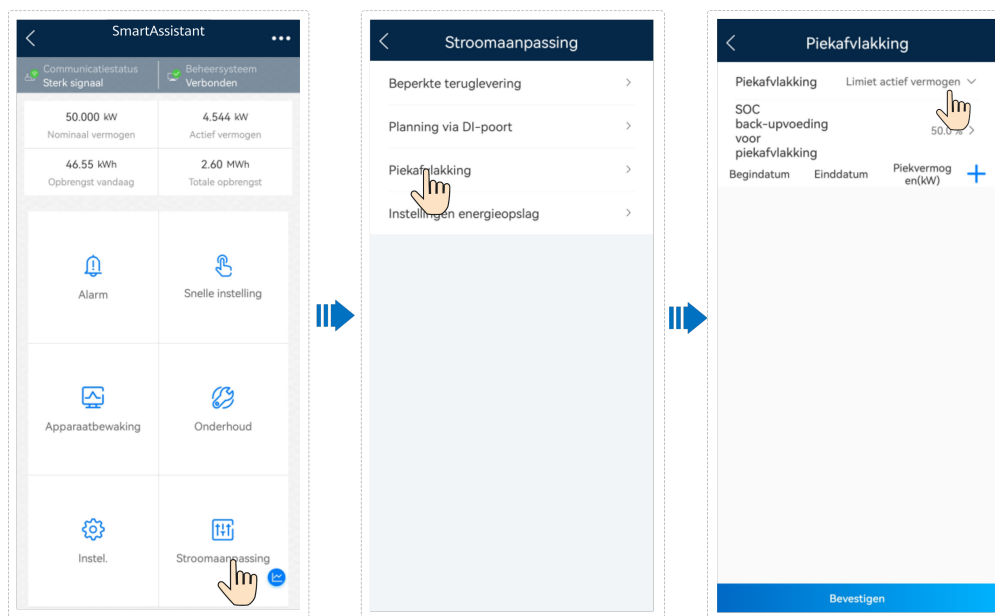 SmartAssistant
Communicatiestatus
Sterk signaal
Beheersysteem
Verbonden
50.000 kW
Nominaal vermogen
4.544 kW
Actief vermogen
46.55 kWh
Opbrengst vandaag
2.60 MWh
Totale opbrengst
Alarm
Snelle instelling
Apparaatbewaking
Onderhoud
Instel.
Stroomaanpassing
Stroomaanpassing
Beperkte teruglevering
Planning via DI-poort
Piekafvlakking
Instellingen energieopslag
Piekafvlakking
Piekafvlakking
Limiet actief vermogen
SOC
back-upvoeding
voor
piekafvlakking
50.0 %
Begindatum
Einddatum
Piekvermog
en(kW)
Bevestigen